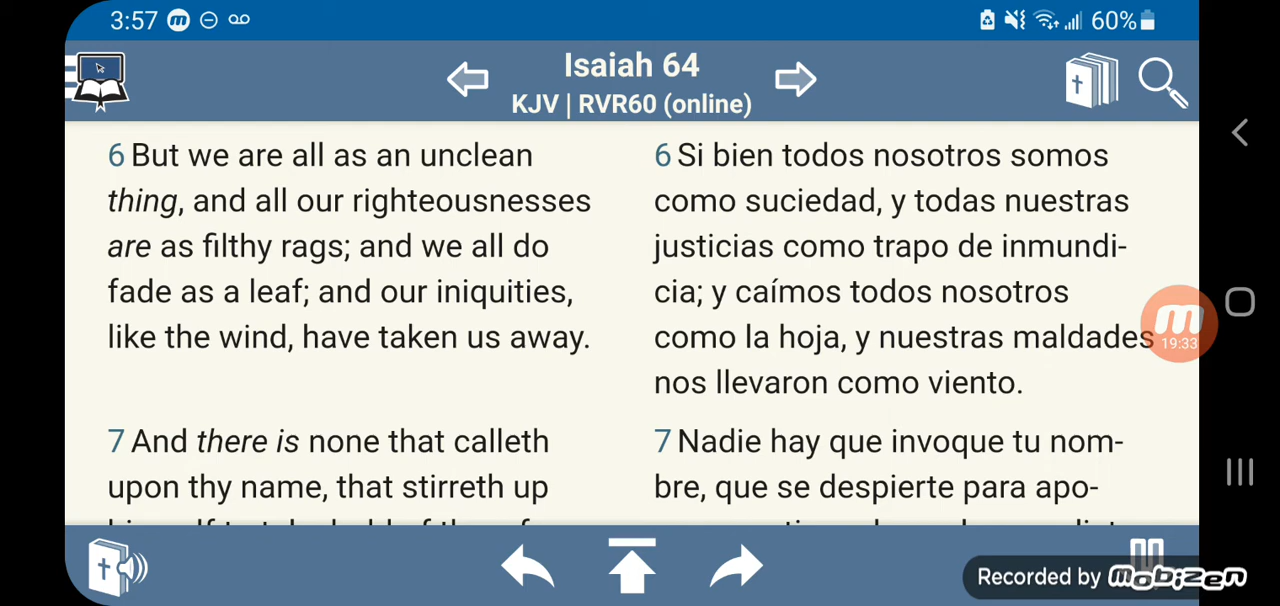 3:57
60%
Isaiah 64
KJV | RVR60 (online)
6 But we are all as an unclean
thing, and all our righteousnesses
are as filthy rags; and we all do
fade as a leaf; and our iniquities,
like the wind, have taken us away.
7 And there is none that calleth
upon thy name, that stirreth up
6 Si bien todos nosotros somos
como suciedad, y todas nuestras
justicias como trapo de inmundi-
cia; y caímos todos nosotros
como la hoja, y nuestras maldades
nos llevaron como viento.
7 Nadie hay que invoque tu nom-
bre, que se despierte para apo-
19:33
Recorded by Mobizen